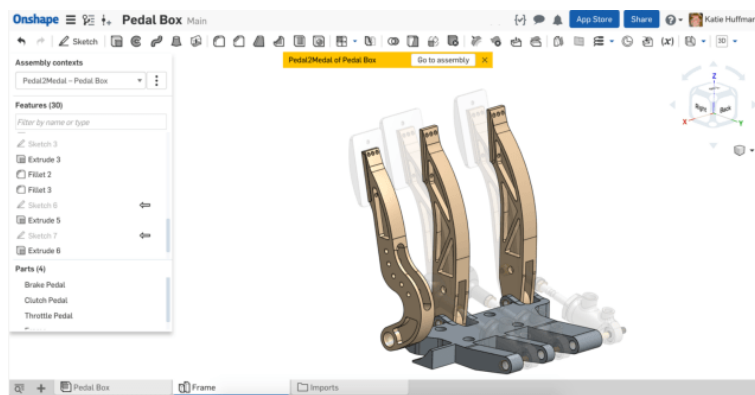 Onshape Pedal Box Main App Store Share Katie Huffman
Sketch 3D
Assembly contexts
Pedal2Medal of Pedal Box Go to assembly
Pedal2Medal - Pedal Box
Features (30)
Filter by name or type
Sketch 3
Extrude 3
Fillet 2
Fillet 3
Sketch 6
Extrude 5
Sketch 7
Extrude 6
Parts (4)
Brake Pedal
Clutch Pedal
Throttle Pedal
Z
Right Back
X Y
Pedal Box Frame Imports